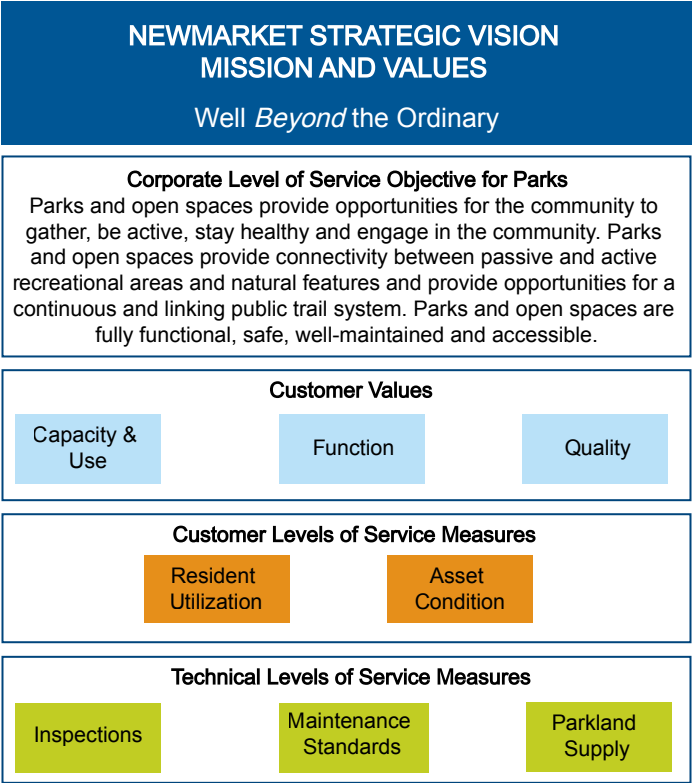 NEWMARKET STRATEGIC VISION
MISSION AND VALUES
Well Beyond the Ordinary
Corporate Level of Service Objective for Parks
Parks and open spaces provide opportunities for the community to
gather, be active, stay healthy and engage in the community. Parks
and open spaces provide connectivity between passive and active
recreational areas and natural features and provide opportunities for a
continuous and linking public trail system. Parks and open spaces are
fully functional, safe, well-maintained and accessible.
Customer Values
Capacity &
Use
Function
Quality
Customer Levels of Service Measures
Resident
Utilization
Asset
Condition
Technical Levels of Service Measures
Inspections
Maintenance
Standards
Parkland
Supply